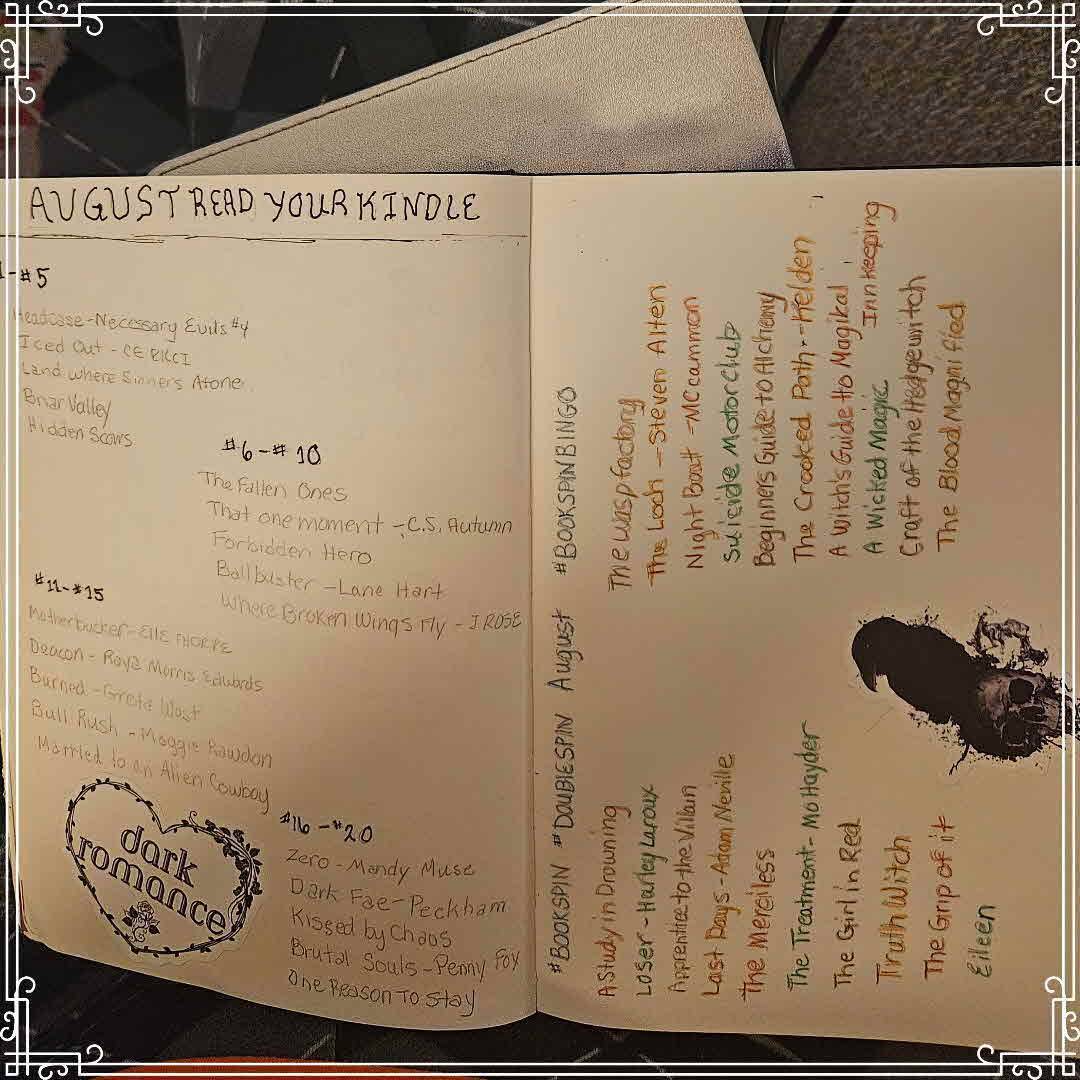 AUGUST READ YOUR KINDLE
1-#5
Headcase-Necessary Evils #4
Iced Out - CE RICCI
Land where Sinners Atone
Briar Valley
Hidden Scars
#6-#10
The Fallen Ones
That one moment - C.S. Autumn
Forbidden Hero
Ballbuster - Lane Hart
Where Broken Wings Fly - J ROSE
#11-#15
Motherbucker- Elle THORPE
Deacon - Raya Morris Edwards
Burned - Greta West
Bull Rush - Maggie Rawdon
Married to an Alien Cowboy
dark
romance
#16-#20
Zero - Mandy Muse
Dark Fae- Peckham
Kissed by Chaos
Brutal Souls - Penny Foy
One Reason To Stay
#BOOKSPIN #DOUBLESPIN August #BOOKSPINBINGO
A Study in Drowning
Loser - Harley Laroux
Apprentice to the Villain
Last Days - Adam Neville
The Merciless
The Treatment - Mo Hayder
The Girl in Red
Truth Witch
The Grip of it
Eileen
The Wasp factory
The Loch - Steven Alten
Night Boat - MCcammon
Suicide Motorclub
Beginners Guide to Alchemy
The Crooked Path - Kelden
A Witch's Guide to Magikal
Innkeeping
A Wicked Magic
Craft of the Hedgewitch
The Blood Magnified